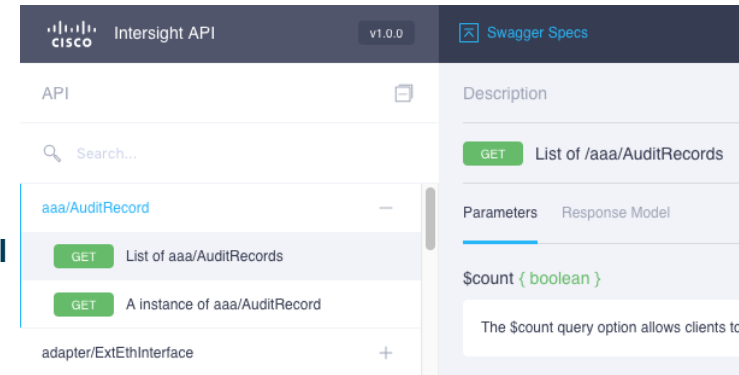 cisco Intersight API v1.0.0
API
Search...
aaa/AuditRecord
GET List of aaa/AuditRecords
GET A instance of aaa/AuditRecord
adapter/ExtEthInterface
Swagger Specs
Description
GET List of /aaa/AuditRecords
Parameters Response Model
$count { boolean }
The $count query option allows clients to